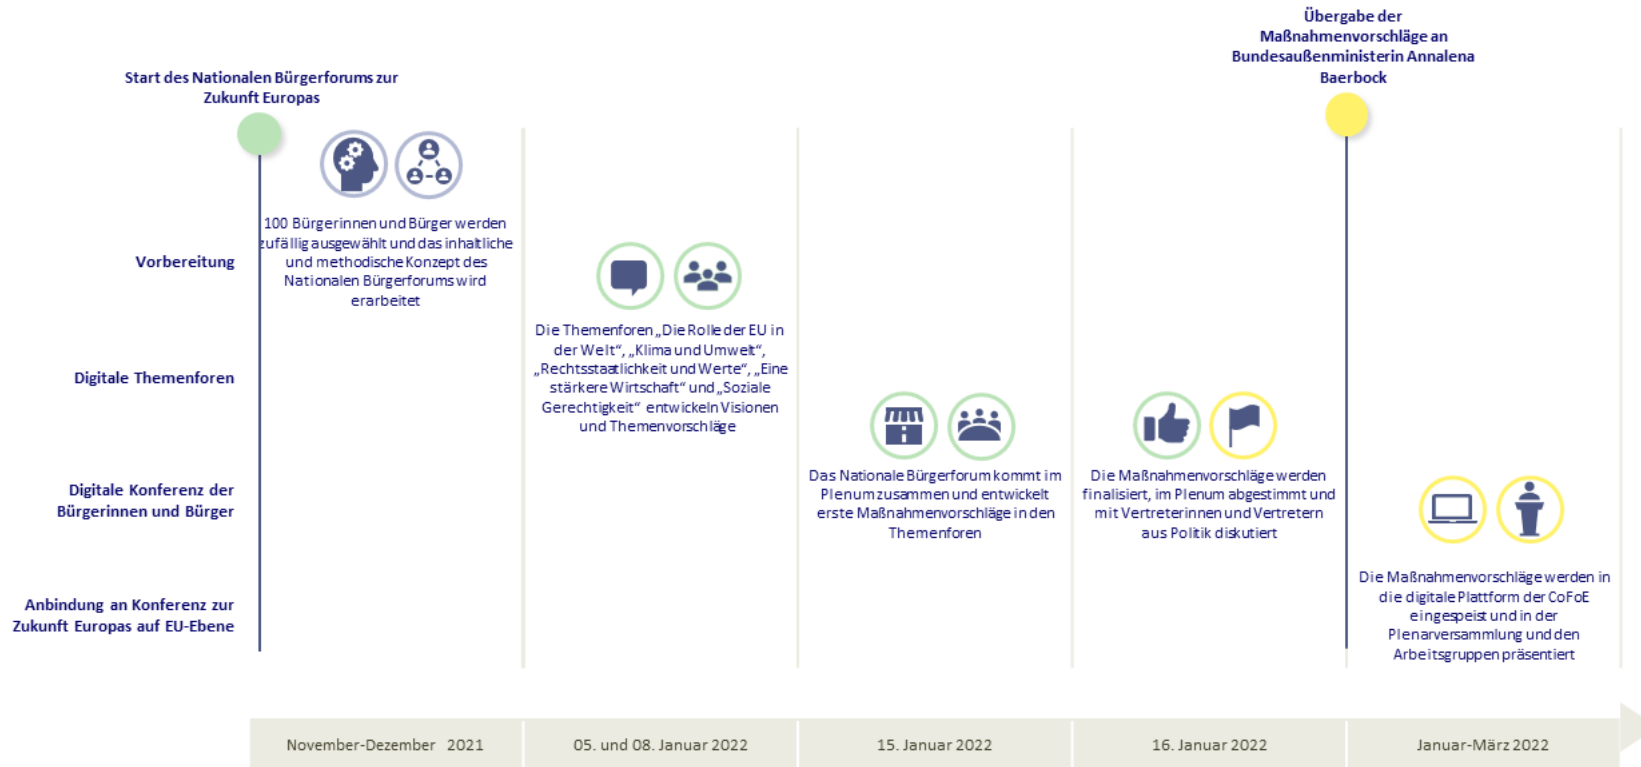 Übergabe der
Maßnahmenvorschläge an
Bundesaußenministerin Annalena
Baerbock
Start des Nationalen Bürgerforums zur
Zukunft Europas
Vorbereitung
100 Bürgerinnen und Bürger werden
zufällig ausgewählt und das inhaltliche
und methodische Konzept des
Nationalen Bürgerforums wird
erarbeitet
Digitale Themenforen
Die Themenforen „Die Rolle der EU in
der Welt“, „Klima und Umwelt“,
„Rechtsstaatlichkeit und Werte“, „Eine
stärkere Wirtschaft“ und „Soziale
Gerechtigkeit“ entwickeln Visionen
und Themenvorschläge
Digitale Konferenz der
Bürgerinnen und Bürger
Das Nationale Bürgerforum kommt im
Plenum zusammen und entwickelt
erste Maßnahmenvorschläge in den
Themenforen
Die Maßnahmenvorschläge werden
finalisiert, im Plenum abgestimmt und
mit Vertreterinnen und Vertretern
aus Politik diskutiert
Anbindung an Konferenz zur
Zukunft Europas auf EU-Ebene
Die Maßnahmenvorschläge werden in
die digitale Plattform der CoFoE
eingespeist und in der
Plenarversammlung und den
Arbeitsgruppen präsentiert
November-Dezember 2021
05. und 08. Januar 2022
15. Januar 2022
16. Januar 2022
Januar-März 2022